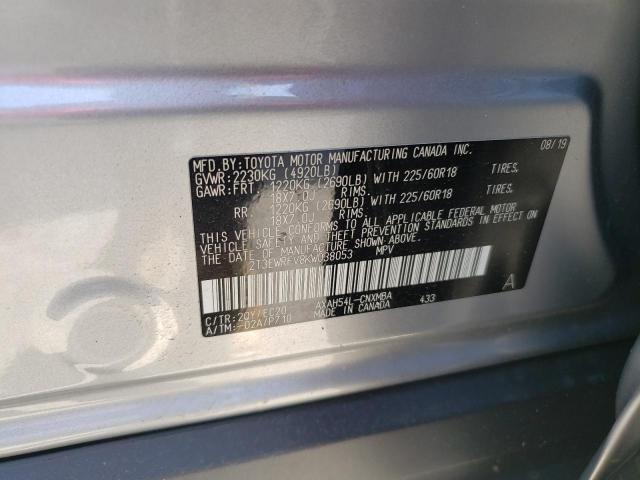 MFD.BY:TOYOTA MOTOR MANUFACTURING CANADA INC. 08/19
GVWR:2230KG (4920LB)
GAWR:FRT 1220KG (2690LB) WITH 225/60R18 TIRES.
18X7.0J RIMS.
RR 1220KG (2690LB) WITH 225/60R18 TIRES.
18X7.0J RIMS.
THIS VEHICLE CONFORMS TO ALL APPLICABLE FEDERAL MOTOR
VEHICLE SAFETY AND THEFT PREVENTION STANDARDS IN EFFECT ON
THE DATE OF MANUFACTURE SHOWN ABOVE.
2T3EWRFV8KW038053 MPV
C/TR:2QY/EC20 AXAH54L-CNXMBA 433 A
A/TM:-D2A/P710 MADE IN CANADA